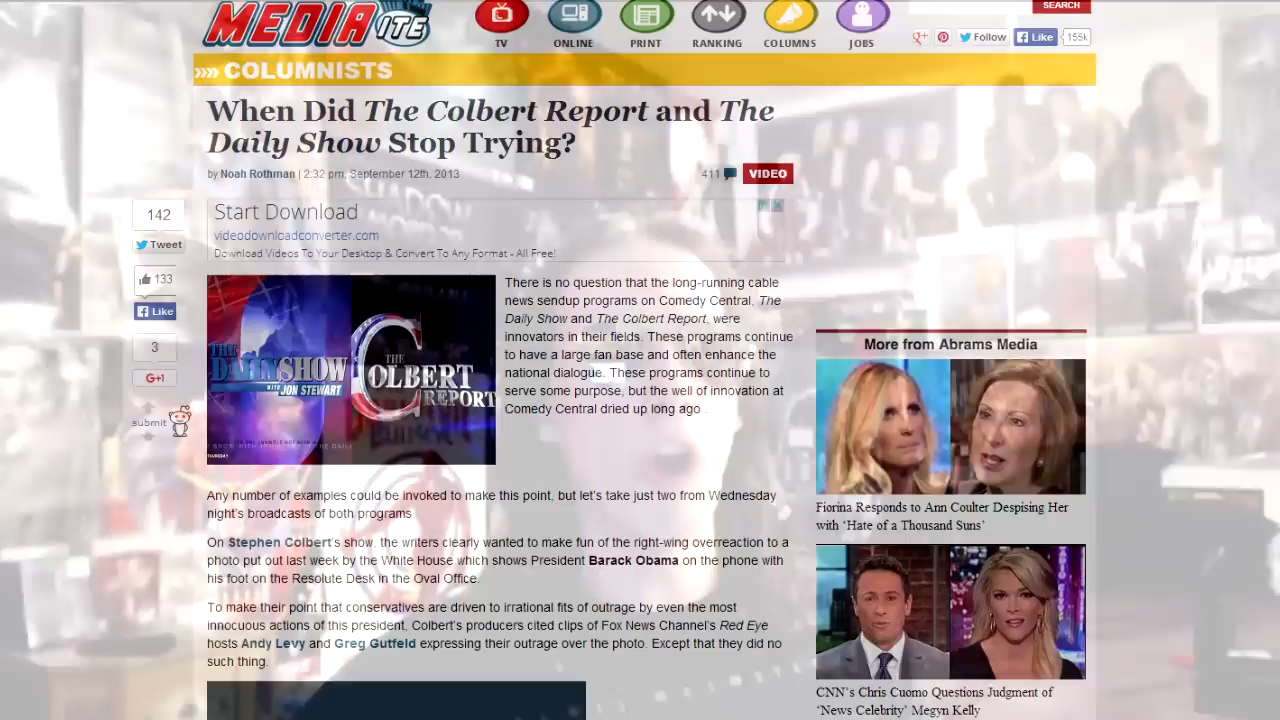 MEDIAITE
TV
ONLINE
PRINT
RANKING
COLUMNS
JOBS
SEARCH
Follow
Like
155k
»» COLUMNISTS
When Did The Colbert Report and The
Daily Show Stop Trying?
by Noah Rothman | 2:32 pm, September 12th, 2013
411
VIDEO
142
Tweet
133
Like
3
G+1
submit
Start Download
videodownloadconverter.com
Download Videos To Your Desktop & Convert To Any Format - All Free!
THE
DAILY SHOW
WITH JON STEWART
THE
COLBERT
REPORT
There is no question that the long-running cable
news sendup programs on Comedy Central, The
Daily Show and The Colbert Report, were
innovators in their fields. These programs continue
to have a large fan base and often enhance the
national dialogue. These programs continue to
serve some purpose, but the well of innovation at
Comedy Central dried up long ago .
Any number of examples could be invoked to make this point, but let's take just two from Wednesday
night's broadcasts of both programs.
On Stephen Colbert's show, the writers clearly wanted to make fun of the right-wing overreaction to a
photo put out last week by the White House which shows President Barack Obama on the phone with
his foot on the Resolute Desk in the Oval Office.
To make their point that conservatives are driven to irrational fits of outrage by even the most
innocuous actions of this president, Colbert's producers cited clips of Fox News Channel's Red Eye
hosts Andy Levy and Greg Gutfeld expressing their outrage over the photo. Except that they did no
such thing.
More from Abrams Media
Fiorina Responds to Ann Coulter Despising Her
with 'Hate of a Thousand Suns'
CNN's Chris Cuomo Questions Judgment of
'News Celebrity' Megyn Kelly